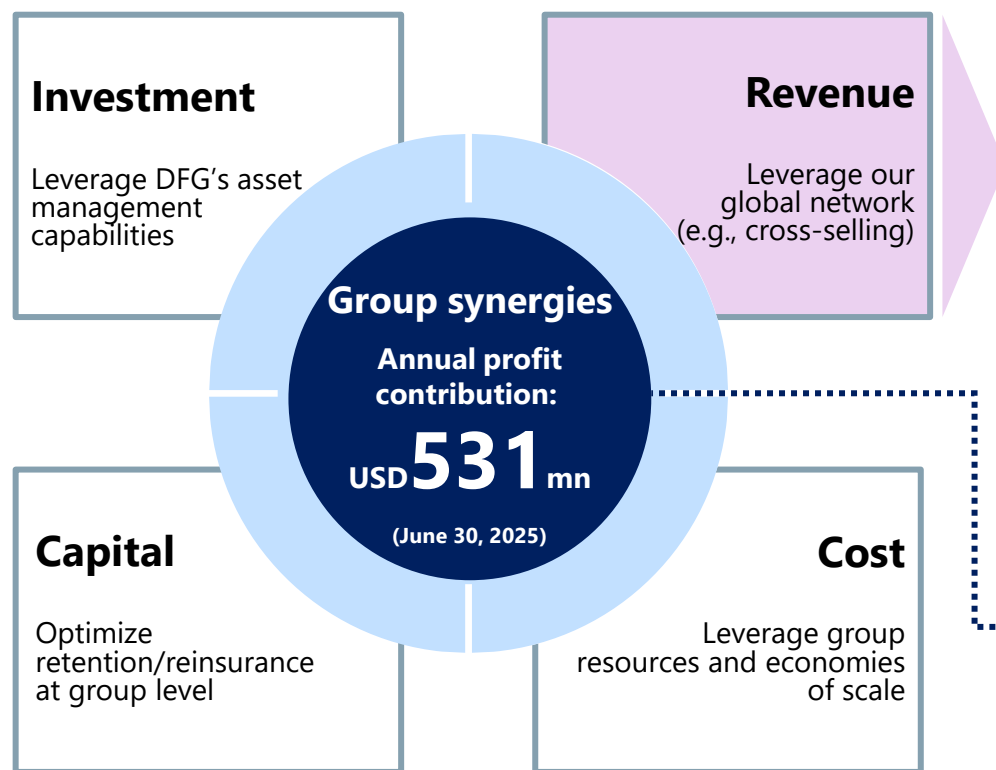 Investment
Leverage DFG’s asset
management
capabilities
Revenue
Leverage our
global network
(e.g., cross-selling)
Group synergies
Annual profit
contribution:
USD531mn
(June 30, 2025)
Capital
Optimize
retention/reinsurance
at group level
Cost
Leverage group
resources and economies
of scale